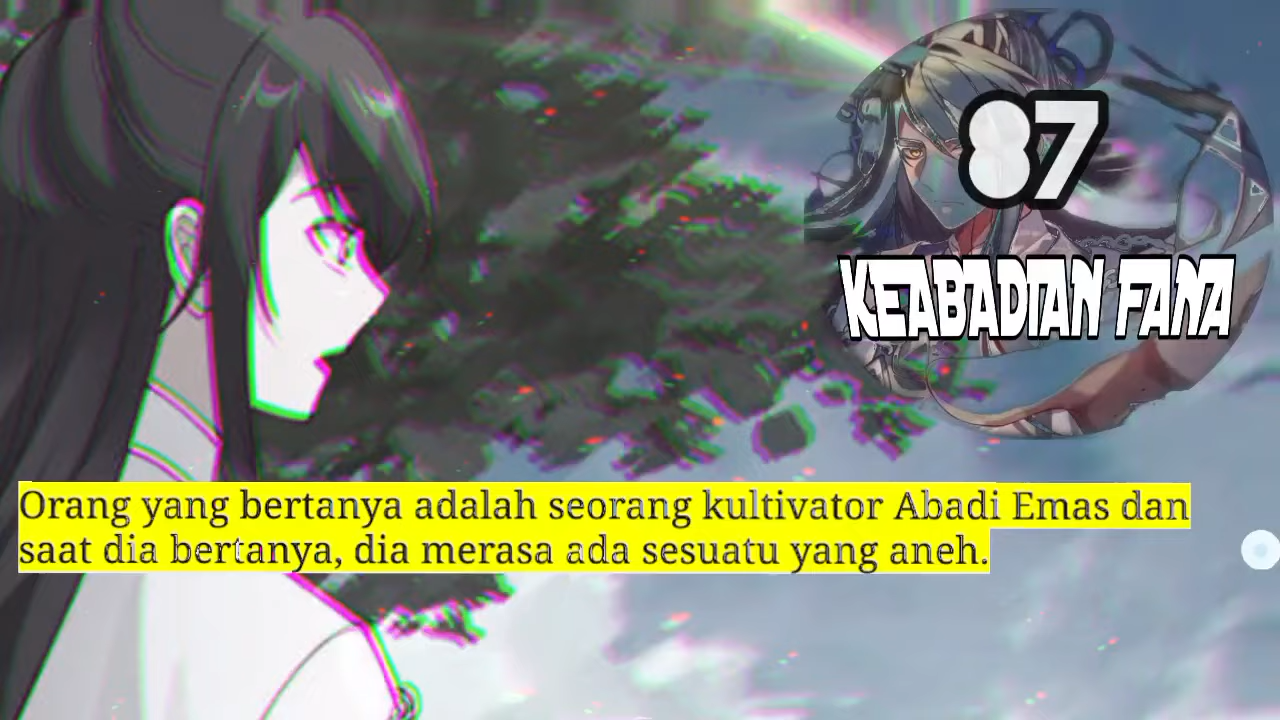 87
KEABADIAN FANA
Orang yang bertanya adalah seorang kultivator Abadi Emas dan
saat dia bertanya, dia merasa ada sesuatu yang aneh.